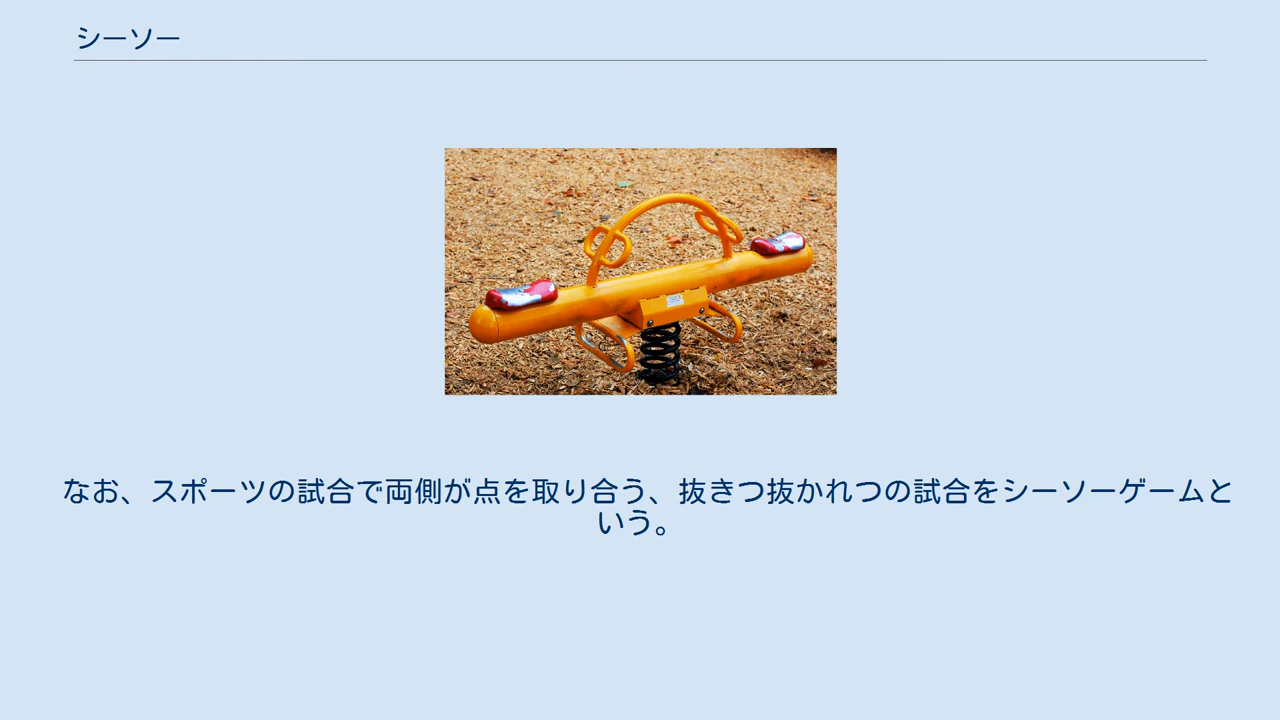 シーソー
なお、スポーツの試合で両側が点を取り合う、抜きつ抜かれつの試合をシーソーゲームと
いう。